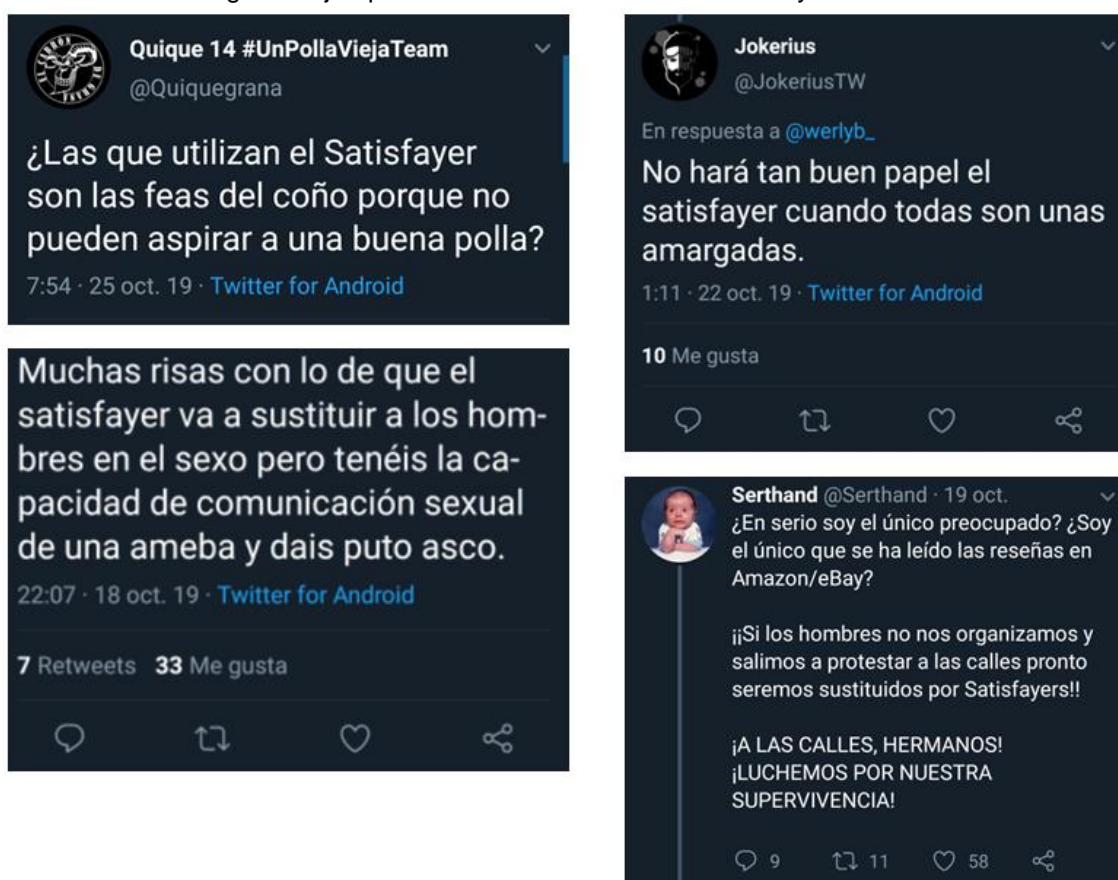 Quique 14 #UnPollaViejaTeam
@Quiquegrana
¿Las que utilizan el Satisfayer
son las feas del coño porque no
pueden aspirar a una buena polla?
7:54 · 25 oct. 19 · Twitter for Android
Muchas risas con lo de que el
satisfayer va a sustituir a los hom-
bres en el sexo pero tenéis la ca-
pacidad de comunicación sexual
de una ameba y dais puto asco.
22:07 · 18 oct. 19 · Twitter for Android
7 Retweets 33 Me gusta
Jokerius
@JokeriusTW
En respuesta a @werlyb_
No hará tan buen papel el
satisfayer cuando todas son unas
amargadas.
1:11 · 22 oct. 19 · Twitter for Android
10 Me gusta
Serthand @Serthand · 19 oct.
¿En serio soy el único preocupado? ¿Soy
el único que se ha leído las reseñas en
Amazon/eBay?
¡¡Si los hombres no nos organizamos y
salimos a protestar a las calles pronto
seremos sustituidos por Satisfayers!!
¡A LAS CALLES, HERMANOS!
¡LUCHEMOS POR NUESTRA
SUPERVIVENCIA!
9 11 58